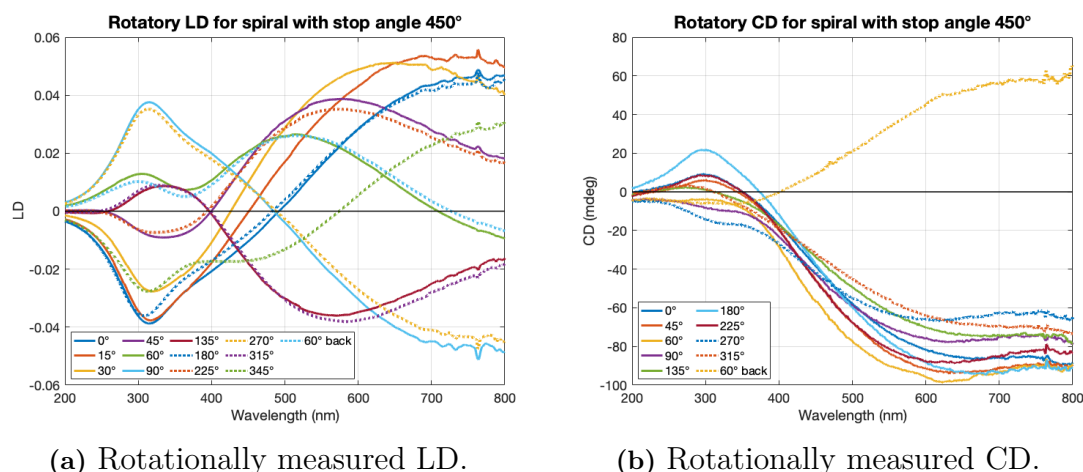 Rotatory LD for spiral with stop angle 450°
0.06
0.04
0.02
0
-0.02
-0.04
-0.06
LD
0° 45° 135° 270° 60° back
15° 60° 180° 315°
30° 90° 225° 345°
200 300 400 500 600 700 800
Wavelength (nm)
(a) Rotationally measured LD.
Rotatory CD for spiral with stop angle 450°
80
60
40
20
0
-20
-40
-60
-80
-100
CD (mdeg)
0° 180°
45° 225°
60° 270°
90° 315°
135° 60° back
200 300 400 500 600 700 800
Wavelength (nm)
(b) Rotationally measured CD.